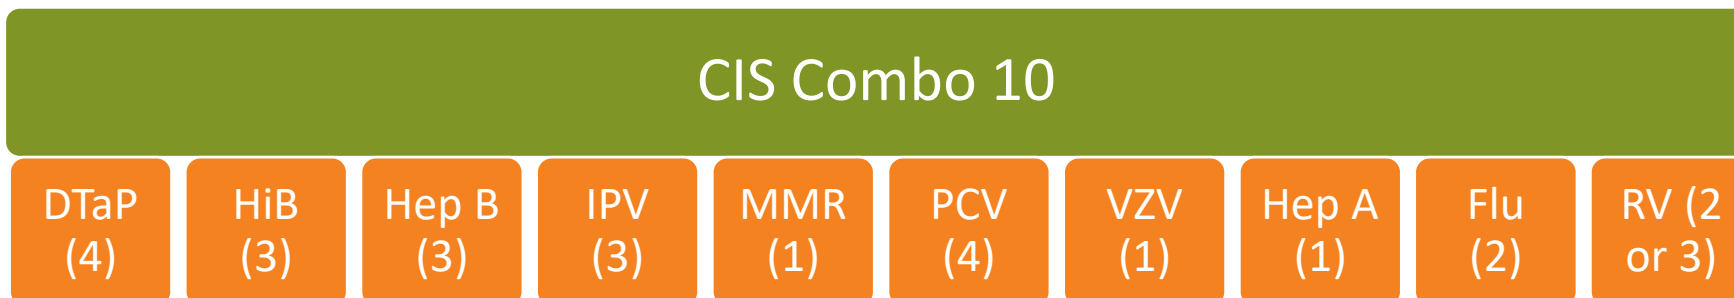 CIS Combo 10
DTaP
(4)
HiB
(3)
Hep B
(3)
IPV
(3)
MMR
(1)
PCV
(4)
VZV
(1)
Hep A
(1)
Flu
(2)
RV (2
or 3)